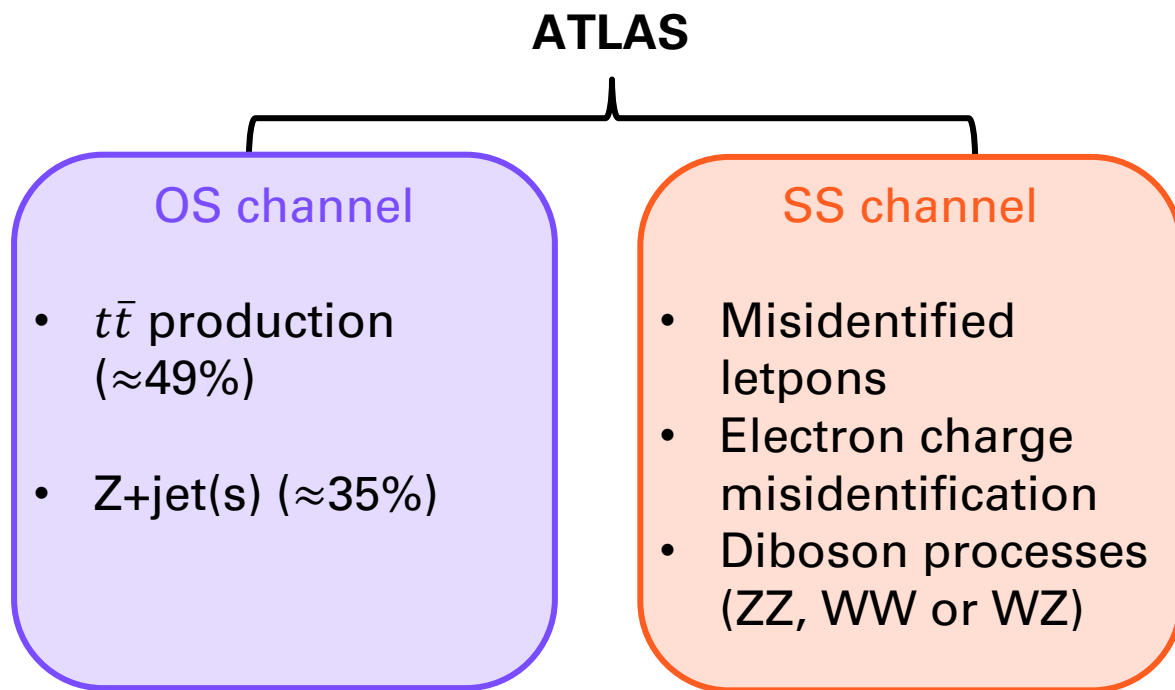 ATLAS
OS channel
• t t̄ production
(≈49%)
• Z+jet(s) (≈35%)
SS channel
• Misidentified
letpons
• Electron charge
misidentification
• Diboson processes
(ZZ, WW or WZ)